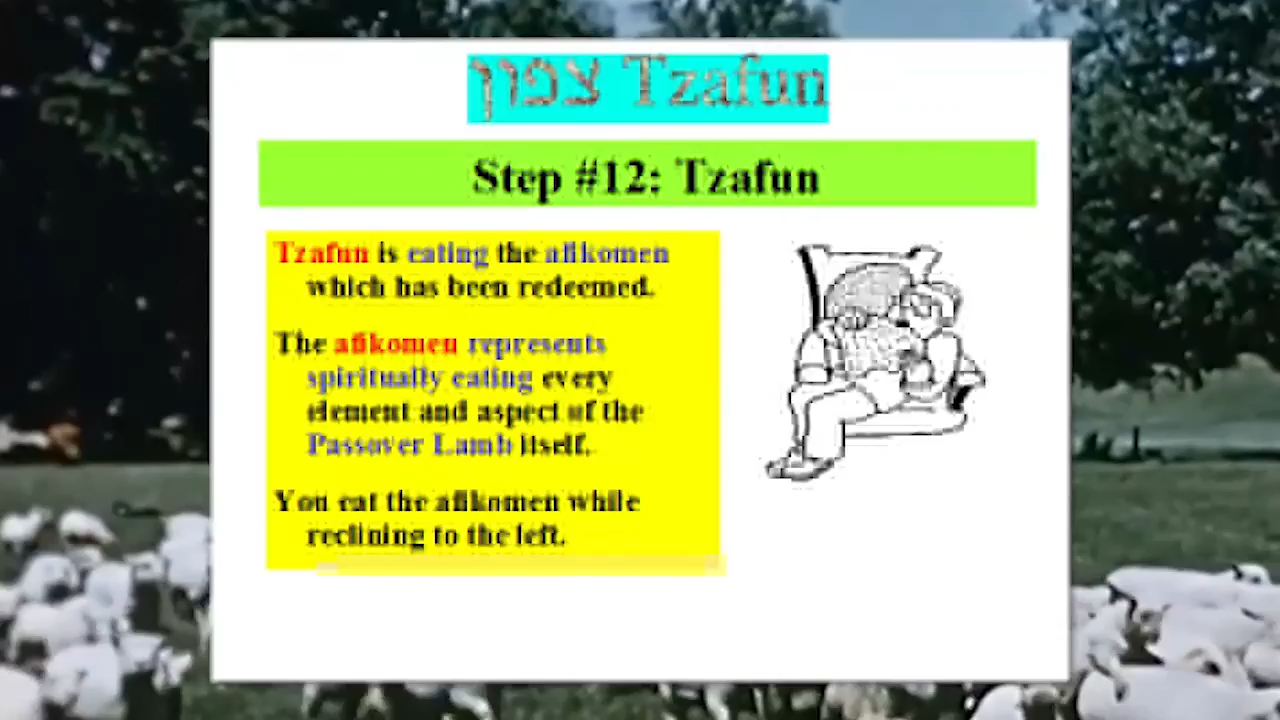 צפון Tzafun
Step #12: Tzafun
Tzafun is eating the afikomen
which has been redeemed.
The afikomen represents
spiritually eating every
element and aspect of the
Passover Lamb itself.
You eat the afikomen while
reclining to the left.